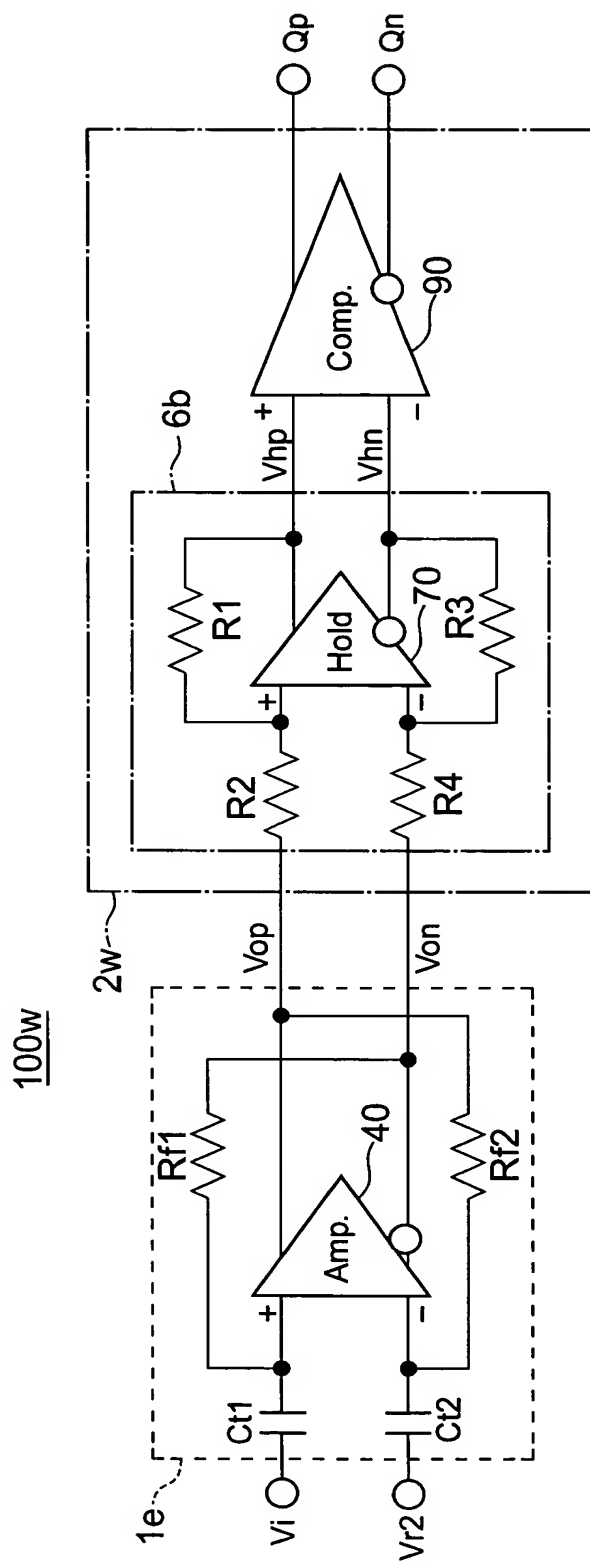 100w
1e
Vi
Vr2
Ct1
Ct2
Rf1
Rf2
+
Amp.
−
40
Vop
Von
2w
6b
R2
R4
R1
R3
+
Hold
−
70
Vhp
Vhn
+
Comp.
−
90
Qp
Qn